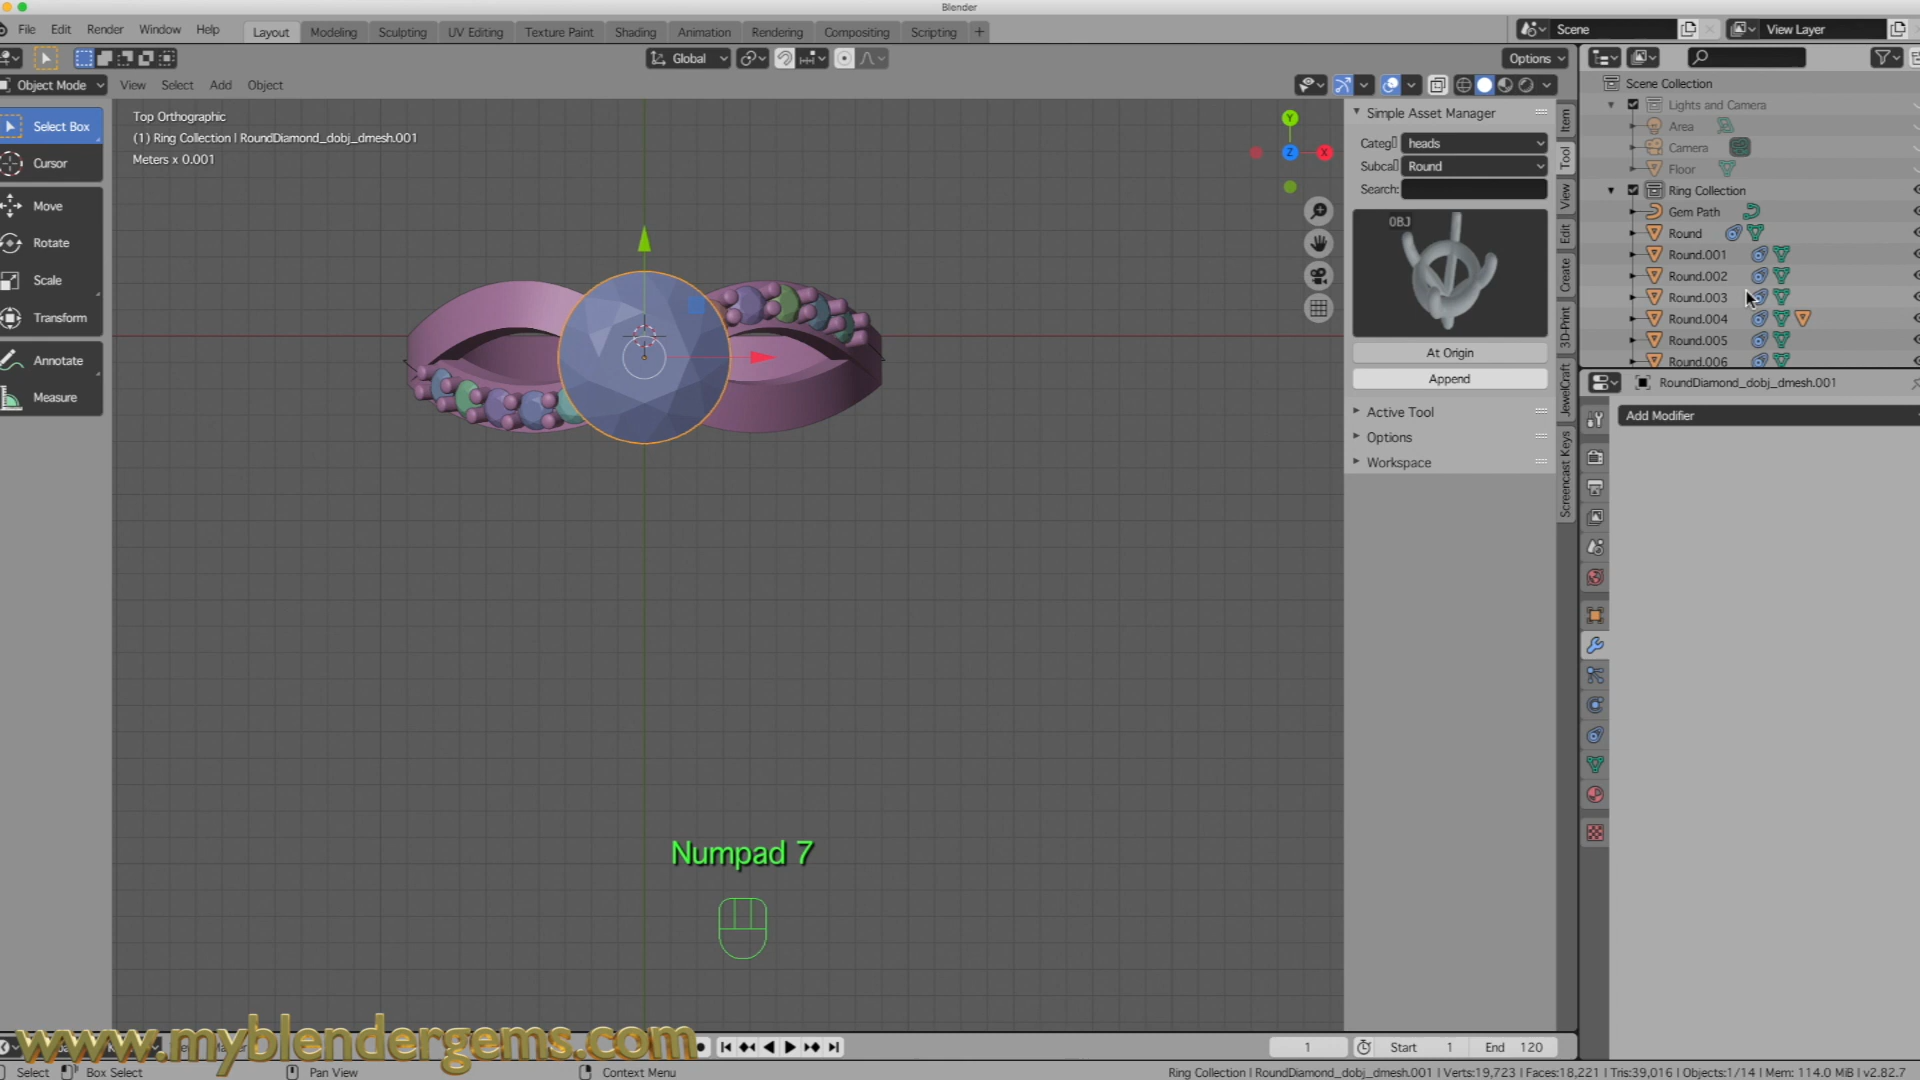 Blender
File Edit Render Window Help Layout Modeling Sculpting UV Editing Texture Paint Shading Animation Rendering Compositing Scripting + Scene View Layer
Global Options
Object Mode View Select Add Object
Scene Collection
Top Orthographic
(1) Ring Collection | RoundDiamond_dobj_dmesh.001
Meters x 0.001
Select Box
Cursor
Move
Rotate
Scale
Transform
Annotate
Measure
Y
Z
X
Simple Asset Manager
Categ heads
Subca Round
Search:
OBJ
At Origin
Append
Active Tool
Options
Workspace
Item
Tool
View
Edit
Create
3D-Print
JewelCraft
Screencast Keys
Lights and Camera
Area
Camera
Floor
Ring Collection
Gem Path
Round
Round.001
Round.002
Round.003
Round.004
Round.005
Round.006
RoundDiamond_dobj_dmesh.001
Add Modifier
Numpad 7
www.myblendergems.com
1 Start 1 End 120
Select Box Select Pan View Context Menu
Ring Collection | RoundDiamond_dobj_dmesh.001 | Verts:19,723 | Faces:18,221 | Tris:39,016 | Objects:1/14 | Mem: 114.0 MiB | v2.82.7